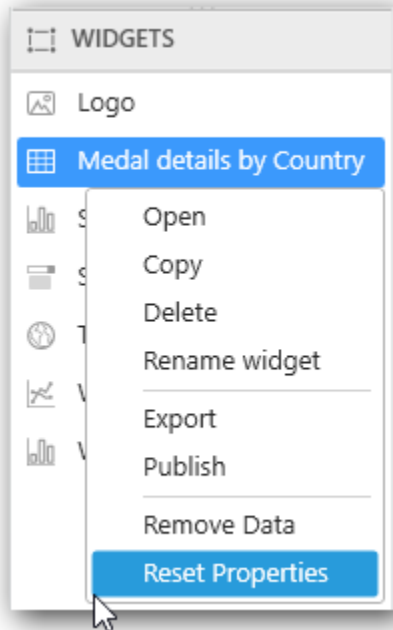 WIDGETS
Logo
Medal details by Country
Open
Copy
Delete
Rename widget
Export
Publish
Remove Data
Reset Properties